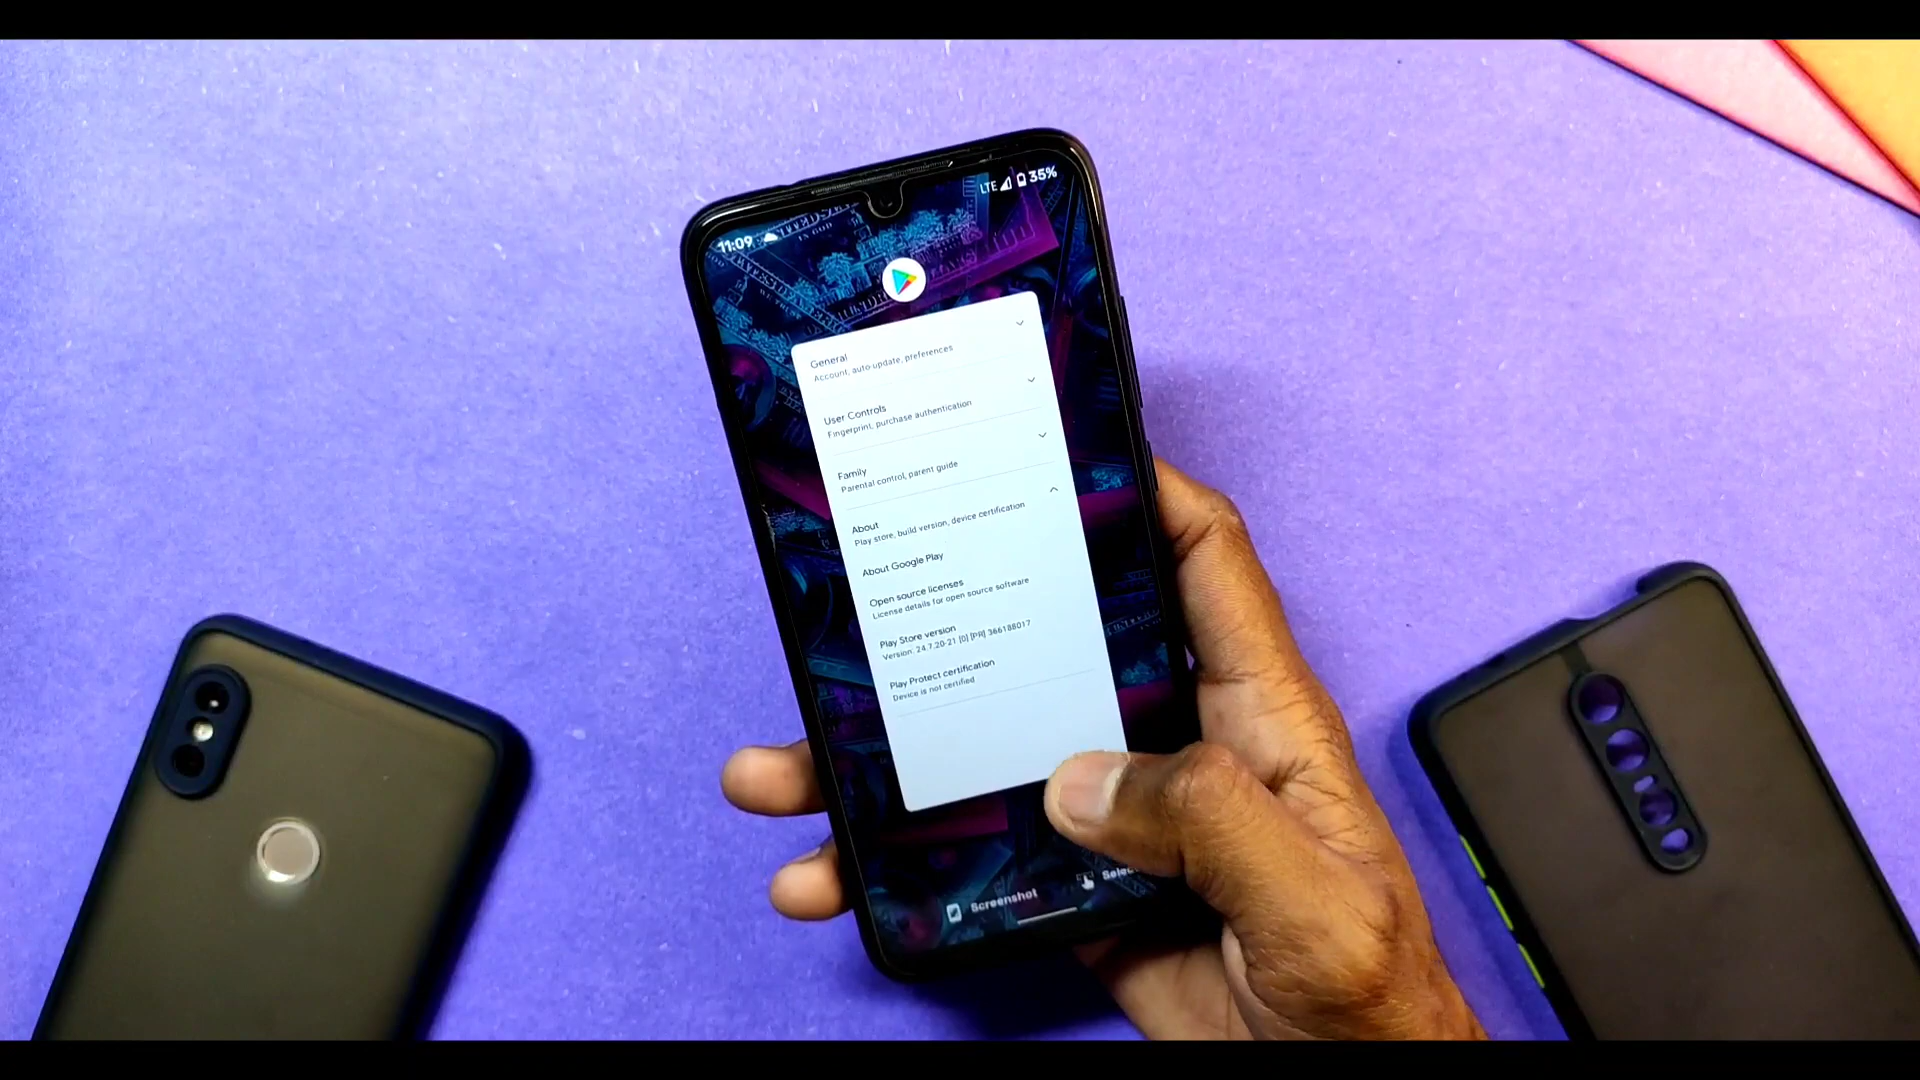 11:09
LTE 35%
IN GOD
General
Account, auto-update, preferences
User Controls
Fingerprint, purchase authentication
Family
Parental control, parent guide
About
Play store, build version, device certification
About Google Play
Open source licenses
License details for open source software
Play Store version
Version: 24.7.20-21 [0] [PR] 366188017
Play Protect certification
Device is not certified
Screenshot
Selec